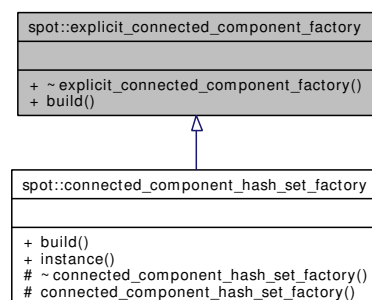 spot::explicit_connected_component_factory
+ ~explicit_connected_component_factory()
+ build()
spot::connected_component_hash_set_factory
+ build()
+ instance()
# ~connected_component_hash_set_factory()
# connected_component_hash_set_factory()